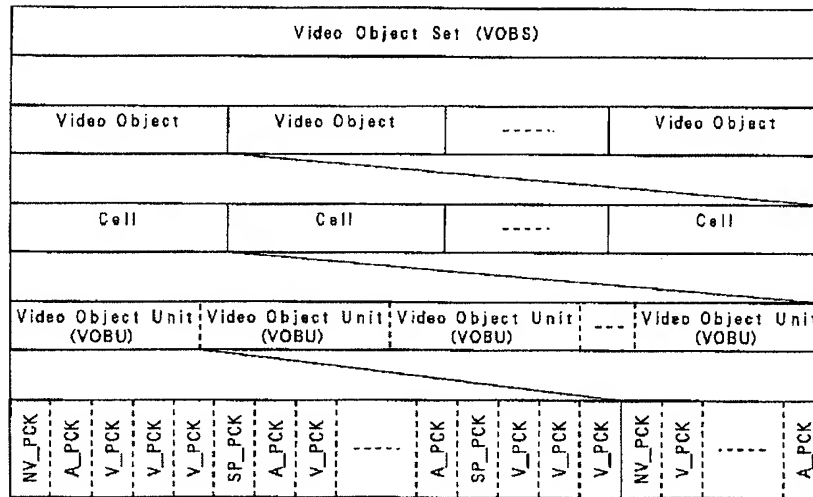 Video Object Set (VOBS)
Video Object Video Object ----- Video Object
Cell Cell ----- Cell
Video Object Unit (VOBU) Video Object Unit (VOBU) Video Object Unit (VOBU) ---- Video Object Unit (VOBU)
NV_PCK A_PCK V_PCK V_PCK V_PCK SP_PCK A_PCK V_PCK ----- A_PCK SP_PCK V_PCK V_PCK V_PCK NV_PCK V_PCK ----- A_PCK